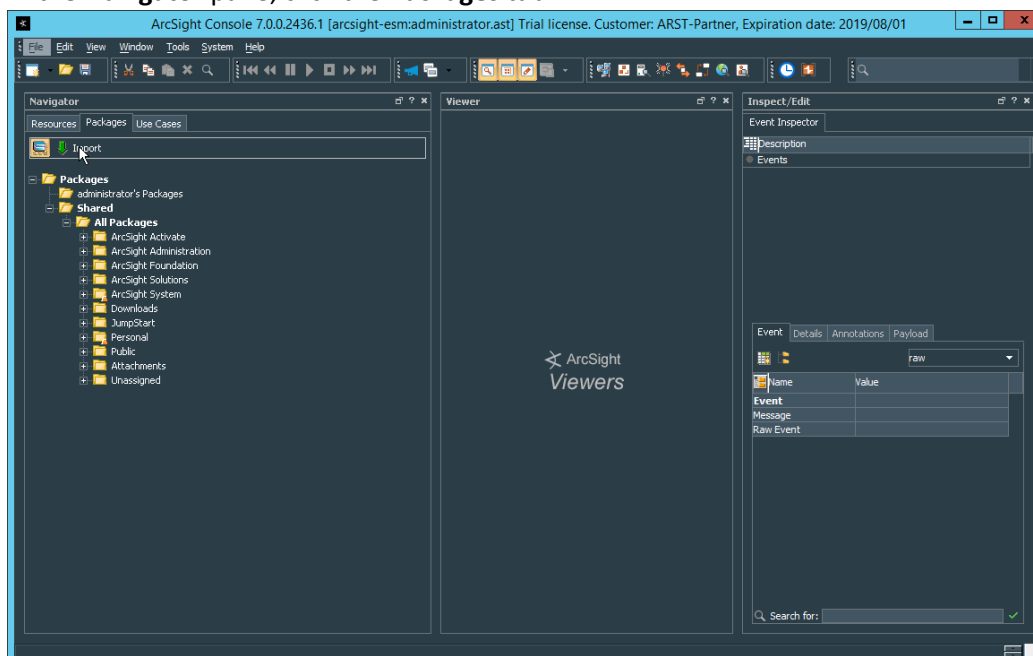 ArcSight Console 7.0.0.2436.1 [arcsight-esm:administrator.ast] Trial license. Customer: ARST-Partner, Expiration date: 2019/08/01
File Edit View Window Tools System Help
Navigator
Resources Packages Use Cases
Import
Packages
administrator's Packages
Shared
All Packages
ArcSight Activate
ArcSight Administration
ArcSight Foundation
ArcSight Solutions
ArcSight System
Downloads
JumpStart
Personal
Public
Attachments
Unassigned
Viewer
ArcSight
Viewers
Inspect/Edit
Event Inspector
Description
Events
Event Details Annotations Payload
raw
Name Value
Event
Message
Raw Event
Search for: